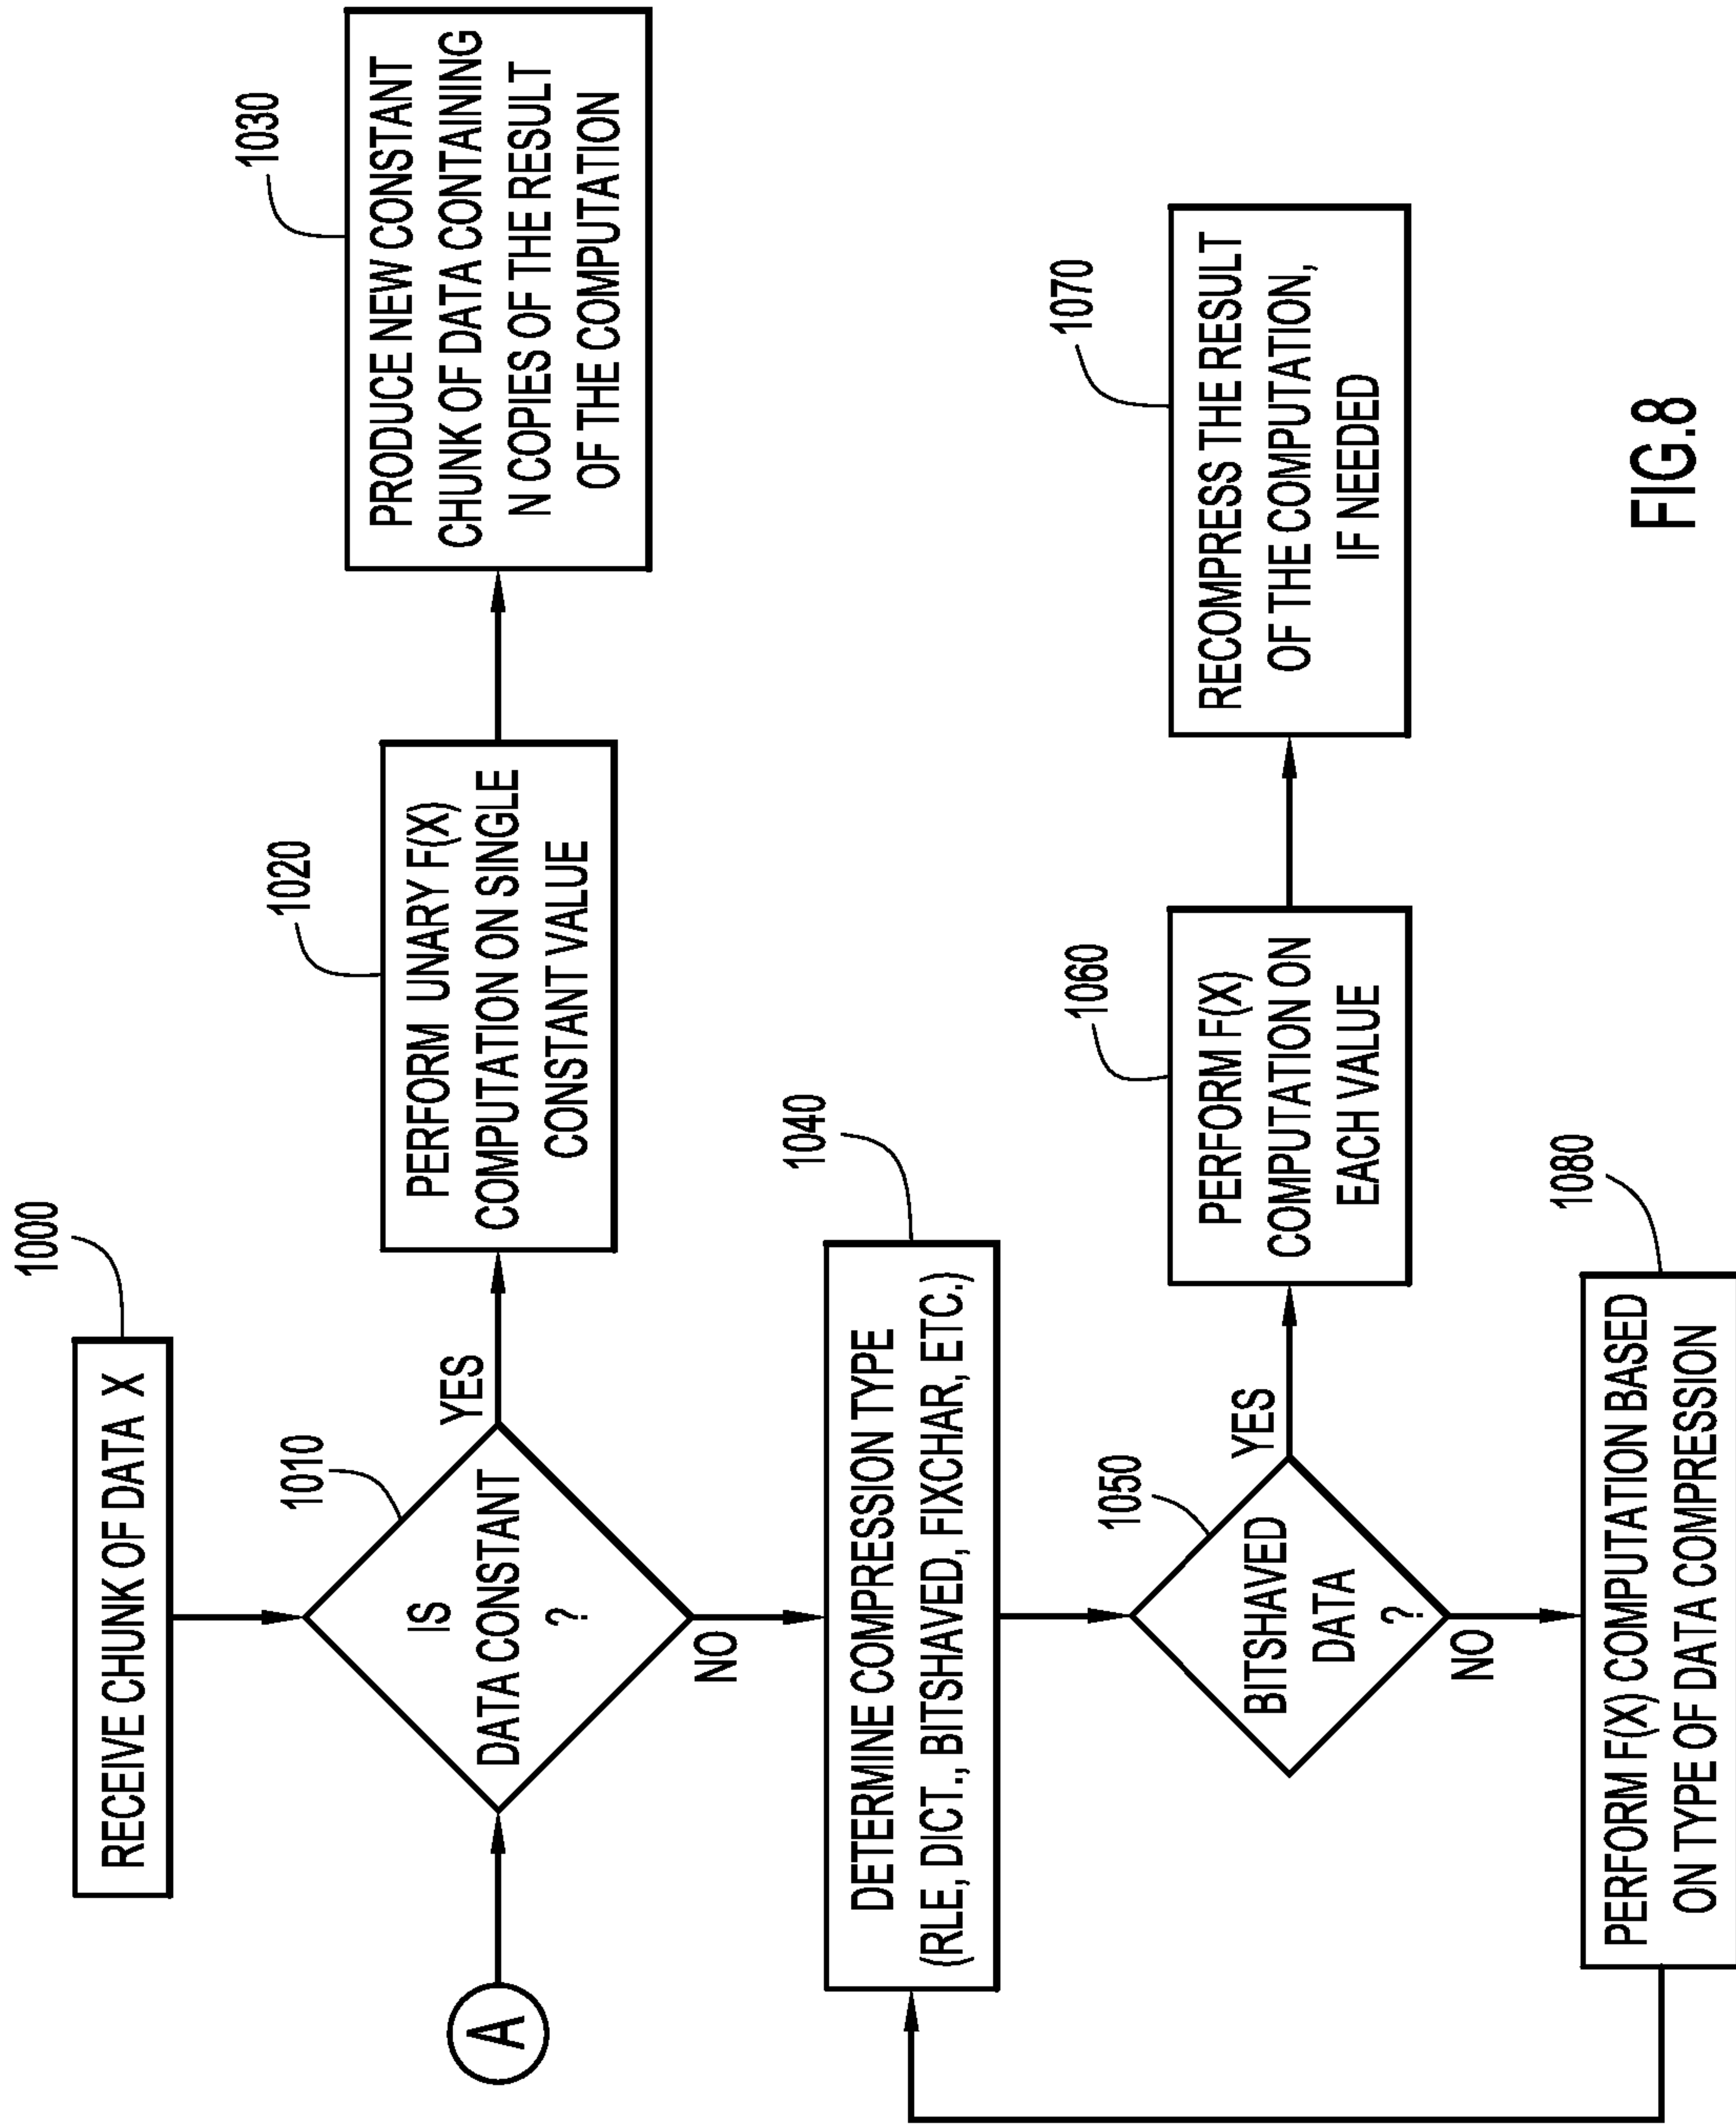 1000
RECEIVE CHUNK OF DATA X
1010
IS
DATA CONSTANT
?
YES
NO
A
1020
PERFORM UNARY F(X)
COMPUTATION ON SINGLE
CONSTANT VALUE
1030
PRODUCE NEW CONSTANT
CHUNK OF DATA CONTAINING
N COPIES OF THE RESULT
OF THE COMPUTATION
1040
DETERMINE COMPRESSION TYPE
(RLE, DICT., BITSHAVED, FIXCHAR, ETC.)
1050
BITSHAVED
DATA
?
YES
NO
1060
PERFORM F(X)
COMPUTATION ON
EACH VALUE
1070
RECOMPRESS THE RESULT
OF THE COMPUTATION,
IF NEEDED
1080
PERFORM F(X) COMPUTATION BASED
ON TYPE OF DATA COMPRESSION
FIG.8